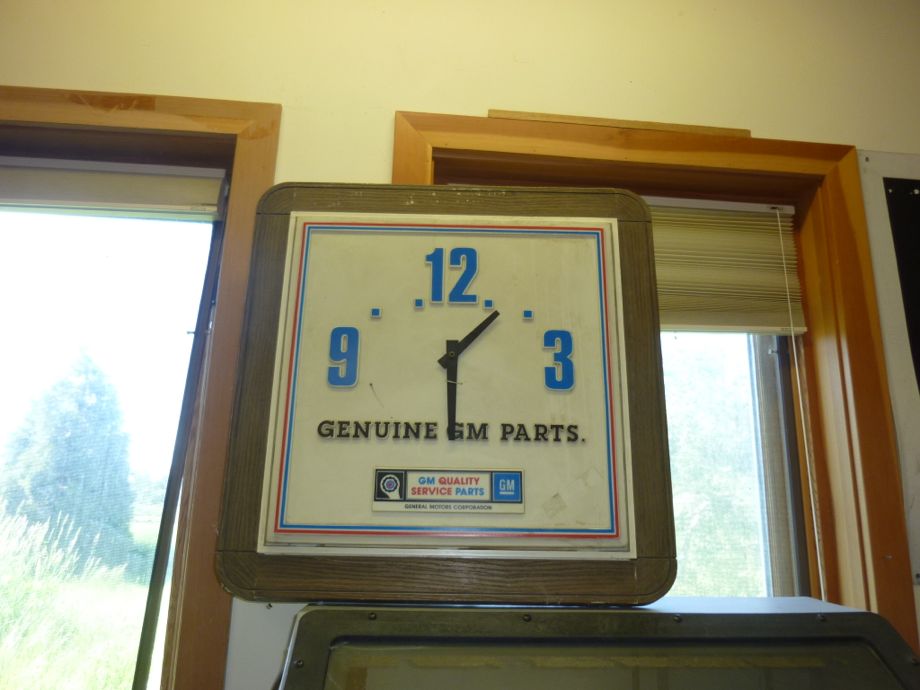 12
9 3
GENUINE GM PARTS.
GM QUALITY
SERVICE PARTS
GM
GENERAL MOTORS CORPORATION